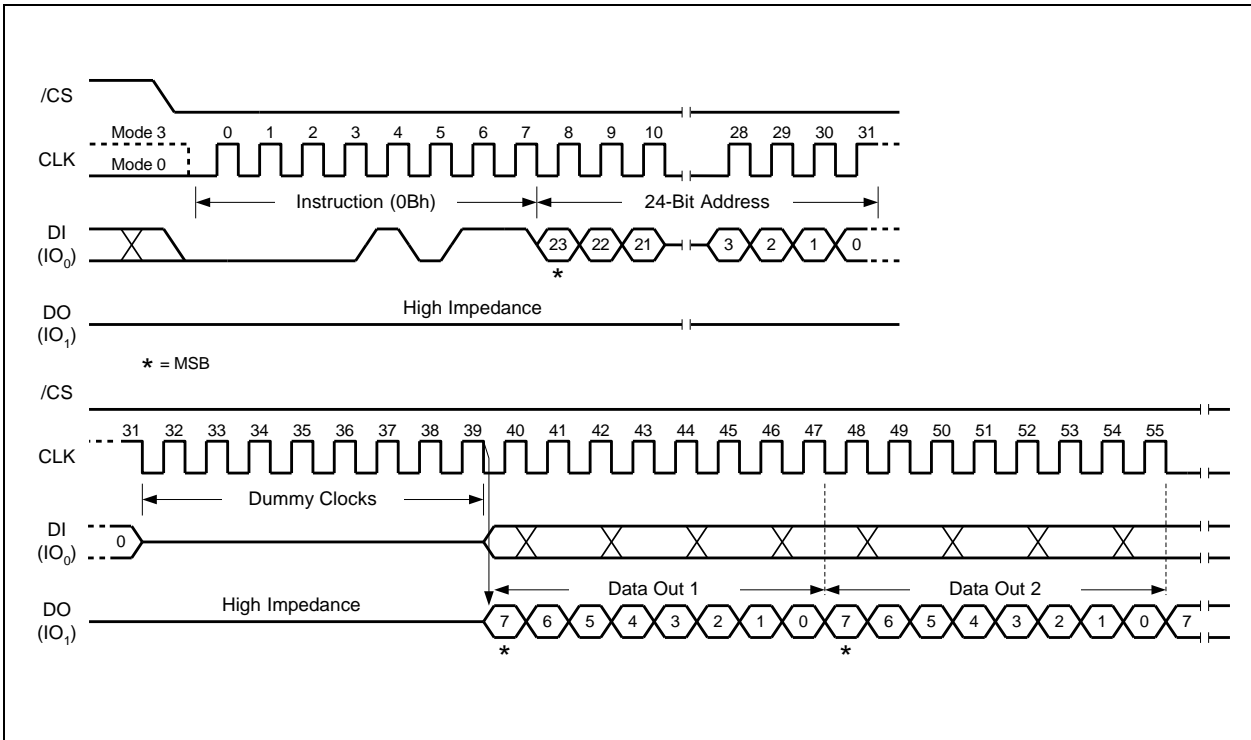 /CS
Mode 3
0 1 2 3 4 5 6 7 8 9 10 28 29 30 31
CLK
Mode 0
Instruction (0Bh) 24-Bit Address
DI
(IO0)
23 22 21 3 2 1 0
*
High Impedance
DO
(IO1)
* = MSB
/CS
31 32 33 34 35 36 37 38 39 40 41 42 43 44 45 46 47 48 49 50 51 52 53 54 55
CLK
Dummy Clocks
DI
(IO0)
0
Data Out 1 Data Out 2
High Impedance
DO
(IO1)
7 6 5 4 3 2 1 0 7 6 5 4 3 2 1 0 7
* *